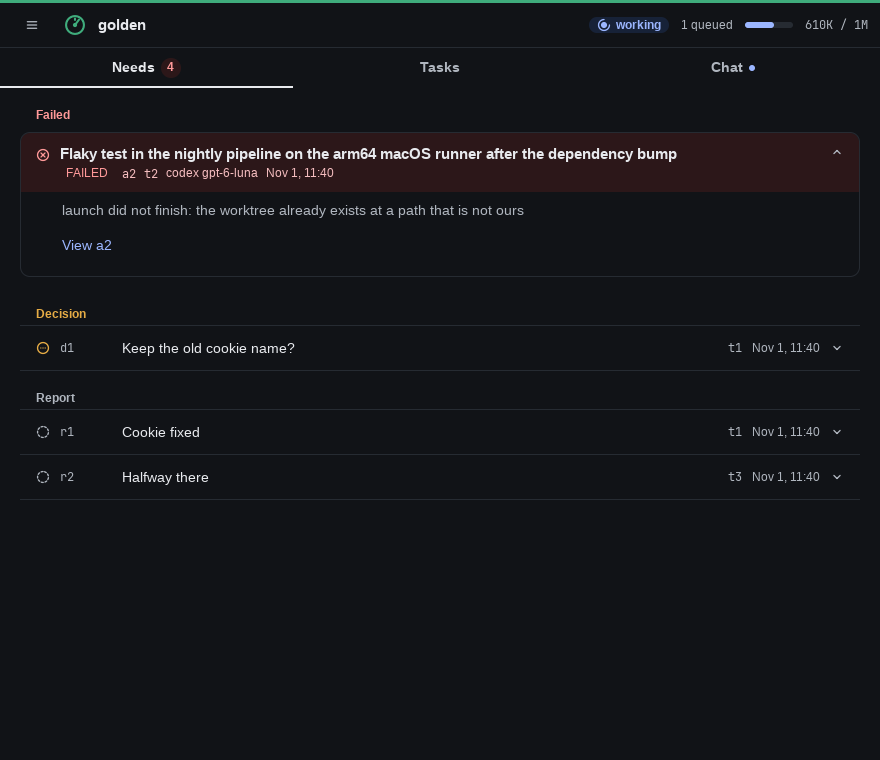 golden
working
1 queued
610K / 1M
Needs 4
Tasks
Chat
Failed
Flaky test in the nightly pipeline on the arm64 macOS runner after the dependency bump
FAILED a2 t2 codex gpt-6-luna Nov 1, 11:40
launch did not finish: the worktree already exists at a path that is not ours
View a2
Decision
d1 Keep the old cookie name? t1 Nov 1, 11:40
Report
r1 Cookie fixed t1 Nov 1, 11:40
r2 Halfway there t3 Nov 1, 11:40